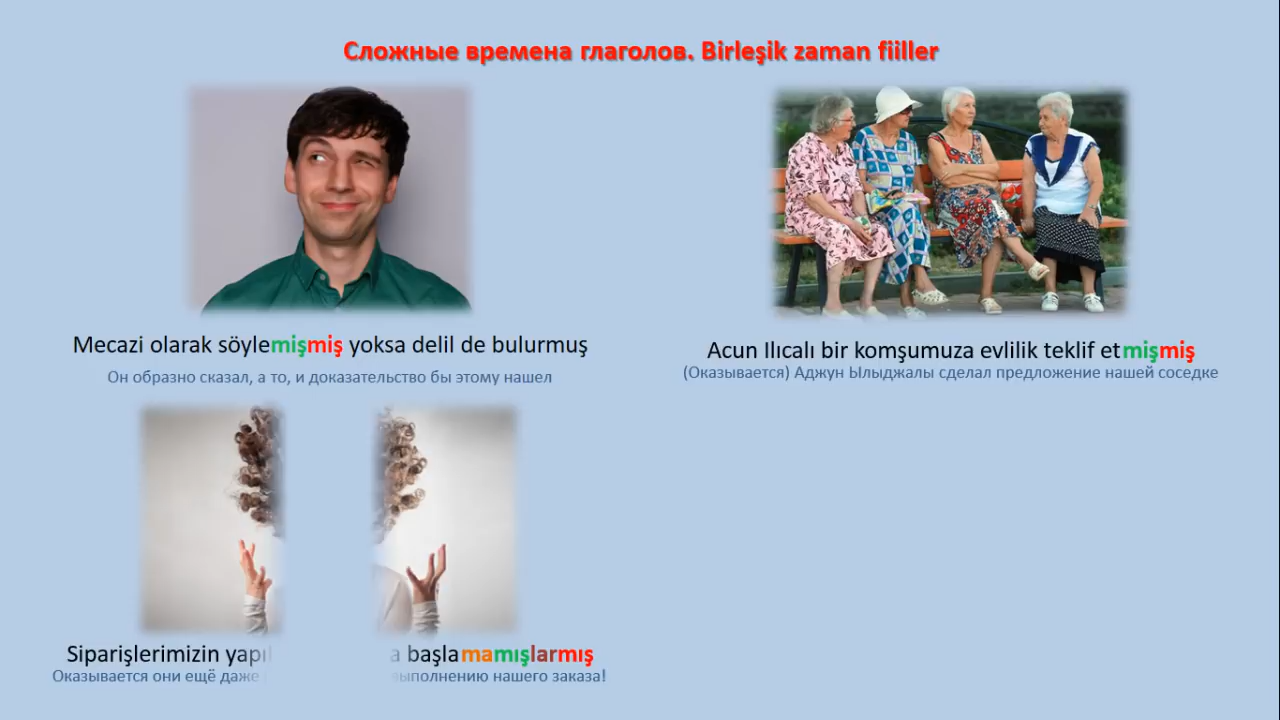 Сложные времена глаголов. Birleşik zaman fiiller
Mecazi olarak söylemişmiş yoksa delil de bulurmuş
Он образно сказал, а то, и доказательство бы этому нашел
Acun Ilıcalı bir komşumuza evlilik teklif etmişmiş
(Оказывается) Аджун Ылыджалы сделал предложение нашей соседке
Siparişlerimizin başlamamışlarmış
Оказывается они ещё даже выполнению нашего заказа!